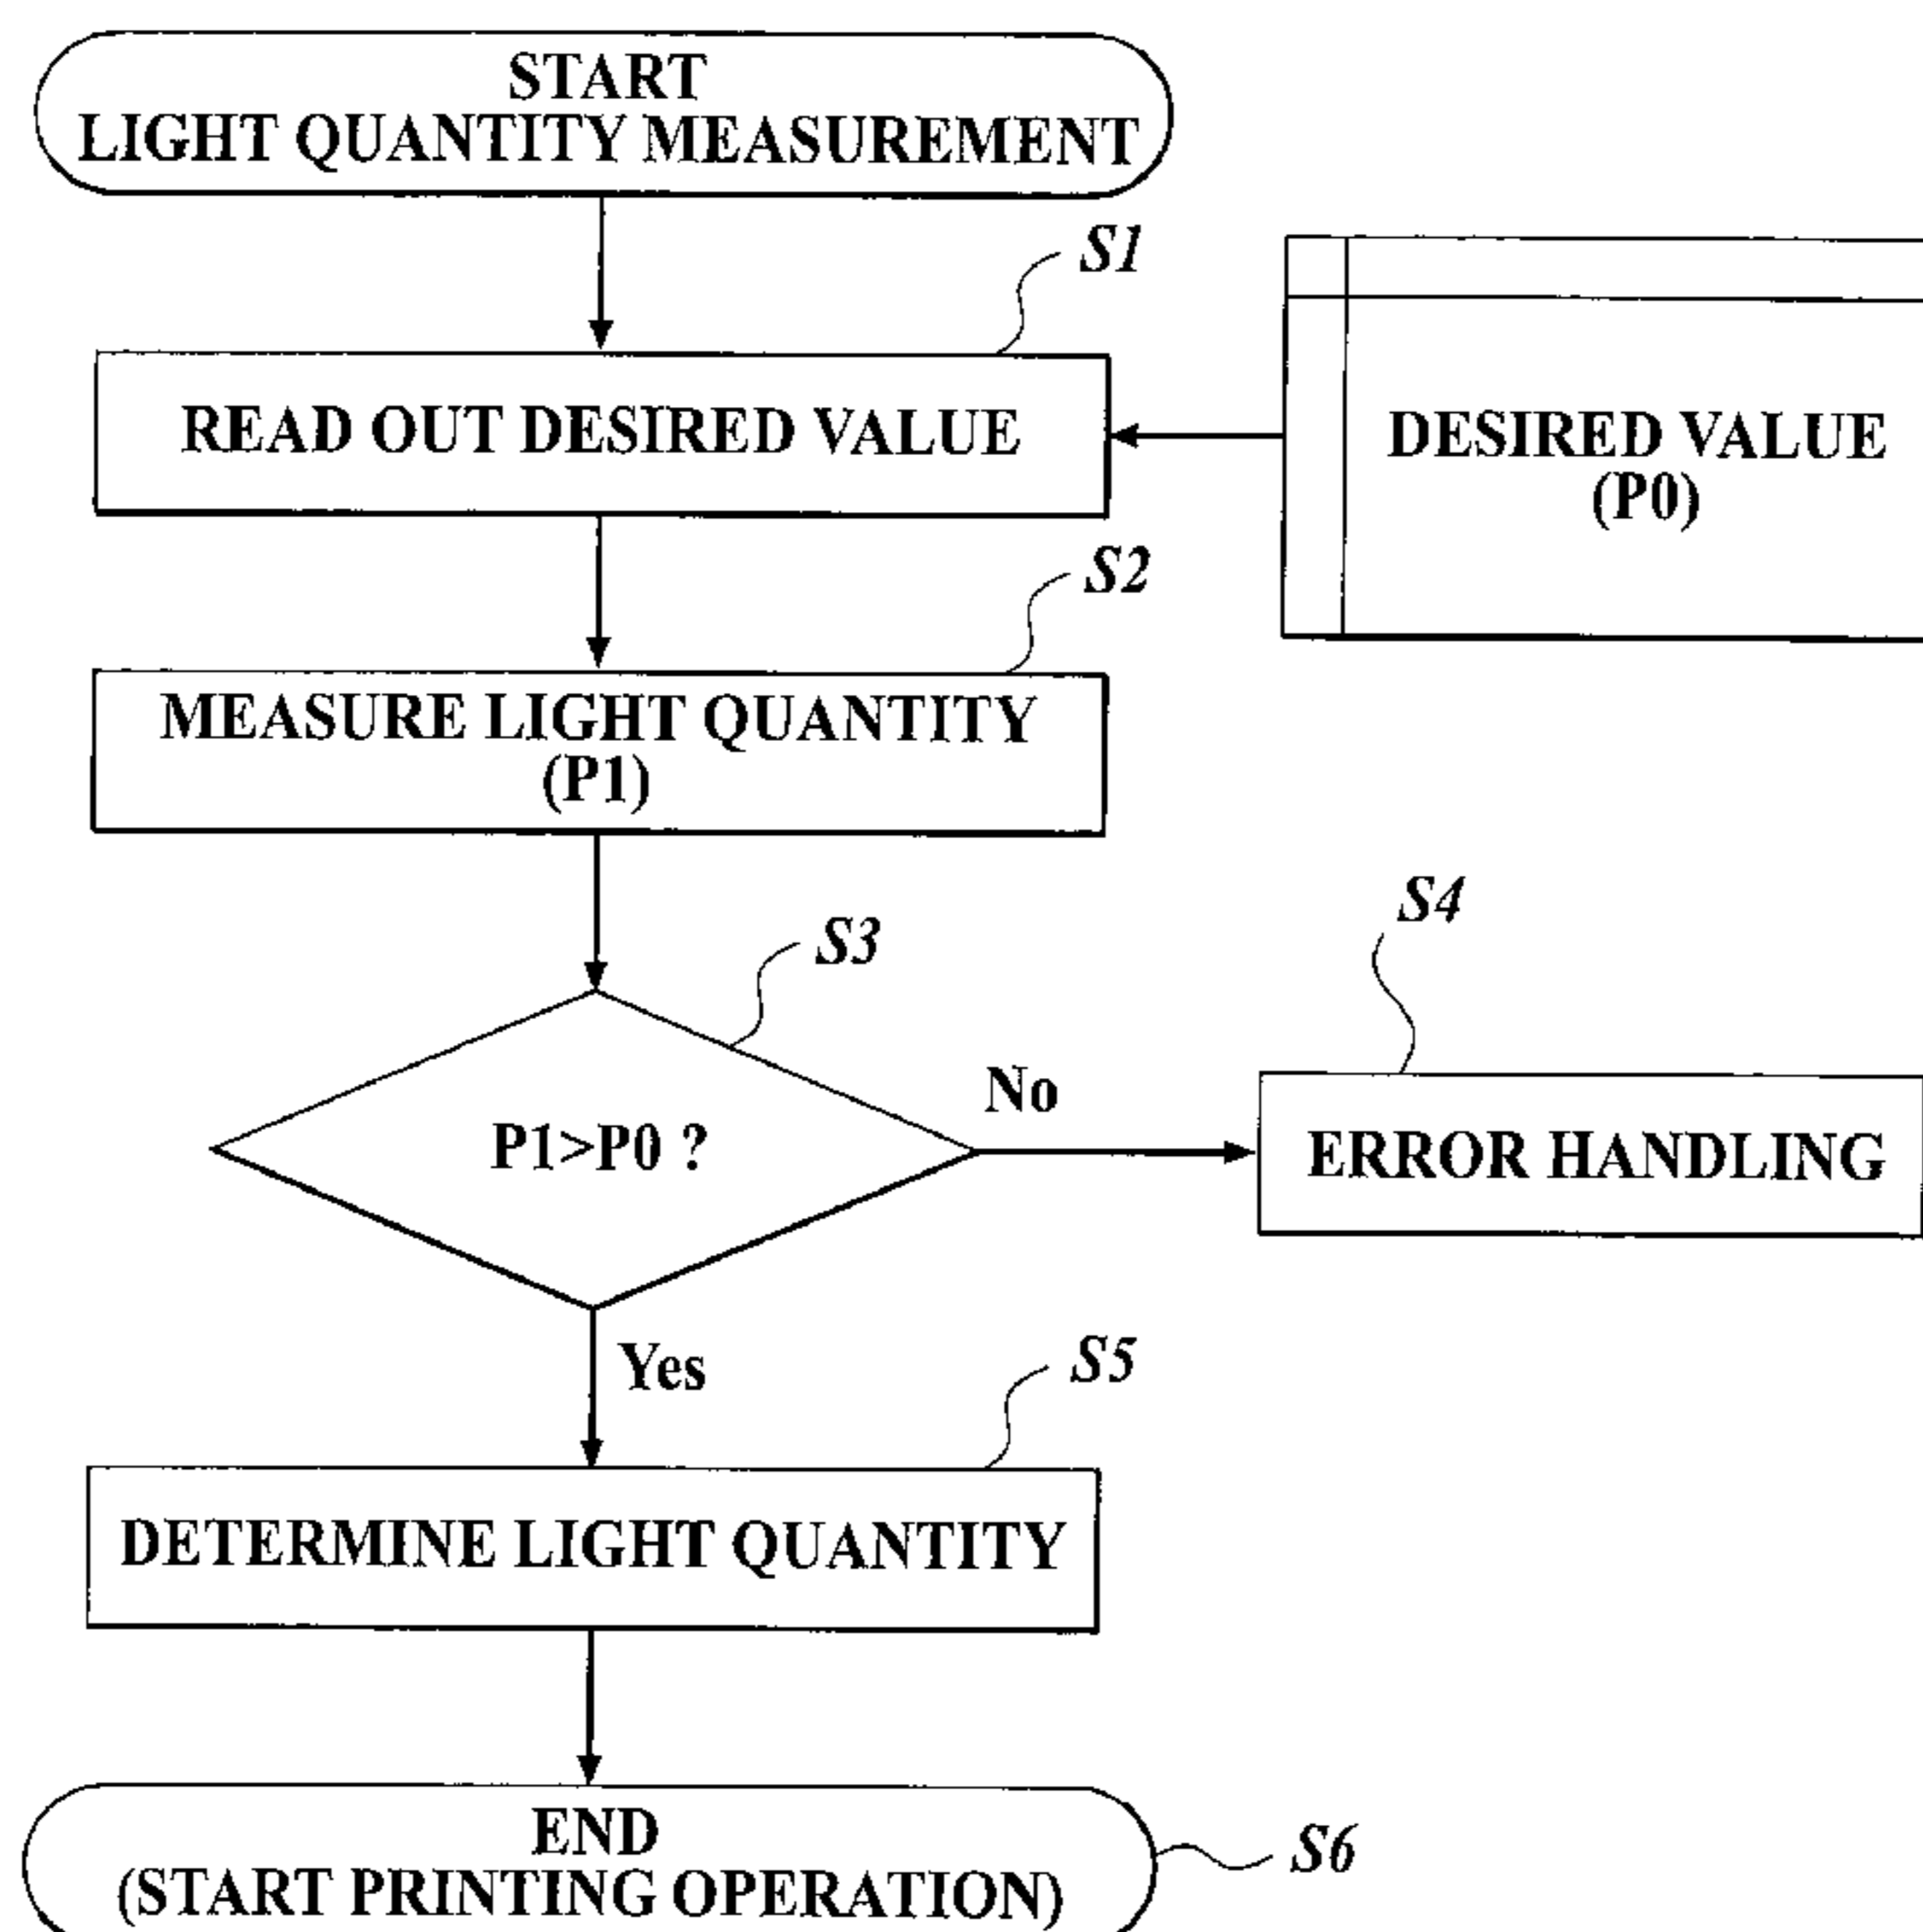 START
LIGHT QUANTITY MEASUREMENT
S1
READ OUT DESIRED VALUE
DESIRED VALUE
(P0)
S2
MEASURE LIGHT QUANTITY
(P1)
S3
P1>P0 ?
No
S4
ERROR HANDLING
Yes
S5
DETERMINE LIGHT QUANTITY
END
(START PRINTING OPERATION)
S6